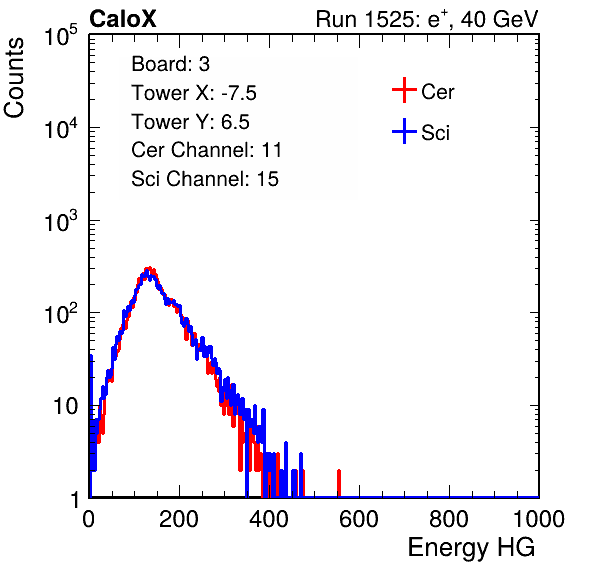 CaloX Run 1525: e⁺, 40 GeV
Counts
10⁵
10⁴
10³
10²
10
1
Board: 3
Tower X: -7.5
Tower Y: 6.5
Cer Channel: 11
Sci Channel: 15
Cer
Sci
0 200 400 600 800 1000
Energy HG